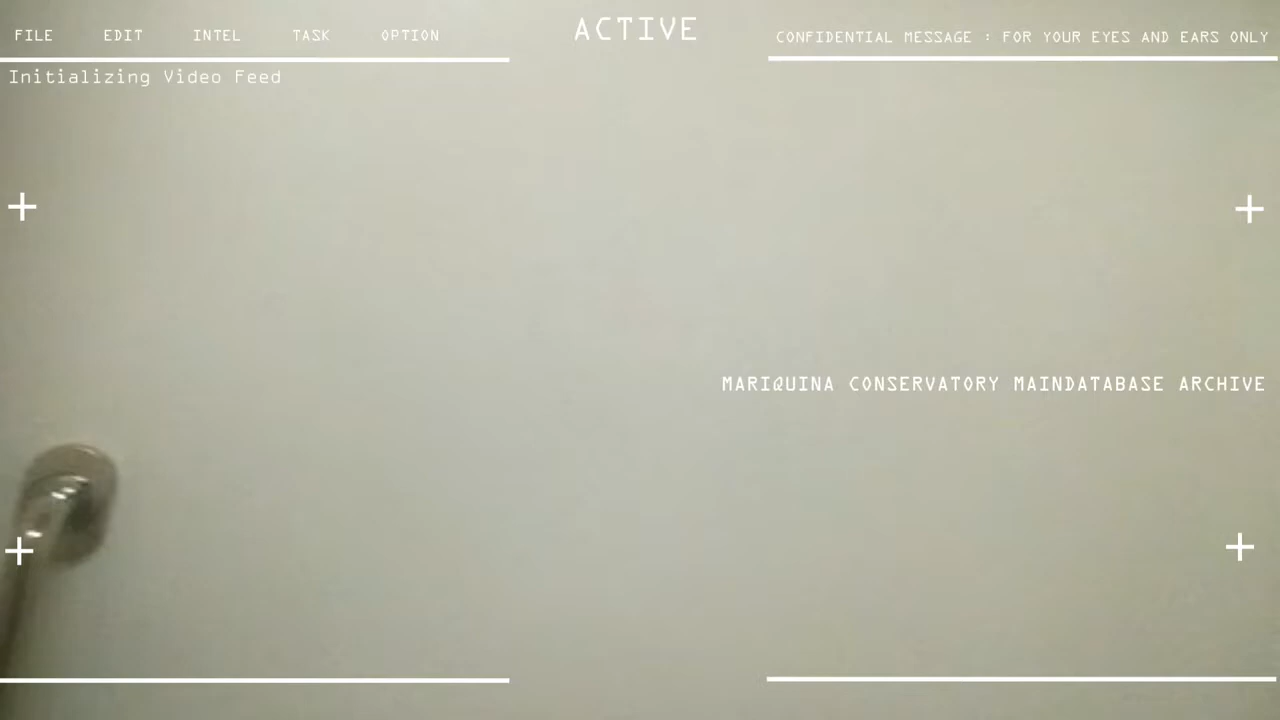 FILE EDIT INTEL TASK OPTION
ACTIVE
CONFIDENTIAL MESSAGE : FOR YOUR EYES AND EARS ONLY
Initializing Video Feed
MARIQUINA CONSERVATORY MAINDATABASE ARCHIVE